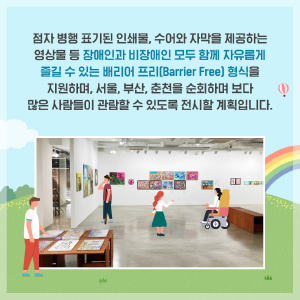 점자 병행 표기된 인쇄물, 수어와 자막을 제공하는
영상물 등 장애인과 비장애인 모두 함께 자유롭게
즐길 수 있는 배리어 프리(Barrier Free) 형식을
지원하며, 서울, 부산, 춘천을 순회하며 보다
많은 사람들이 관람할 수 있도록 전시할 계획입니다.